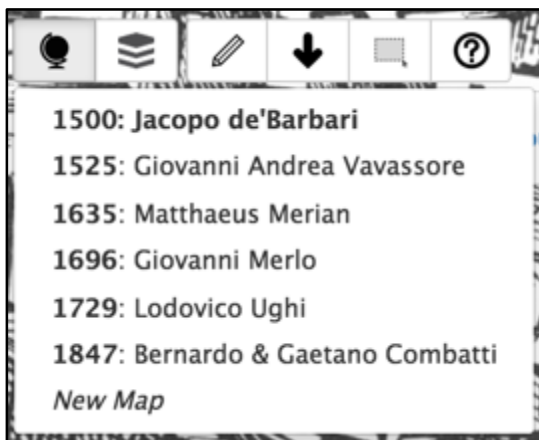 1500: Jacopo de'Barbari
1525: Giovanni Andrea Vavassore
1635: Matthaeus Merian
1696: Giovanni Merlo
1729: Lodovico Ughi
1847: Bernardo & Gaetano Combatti
New Map